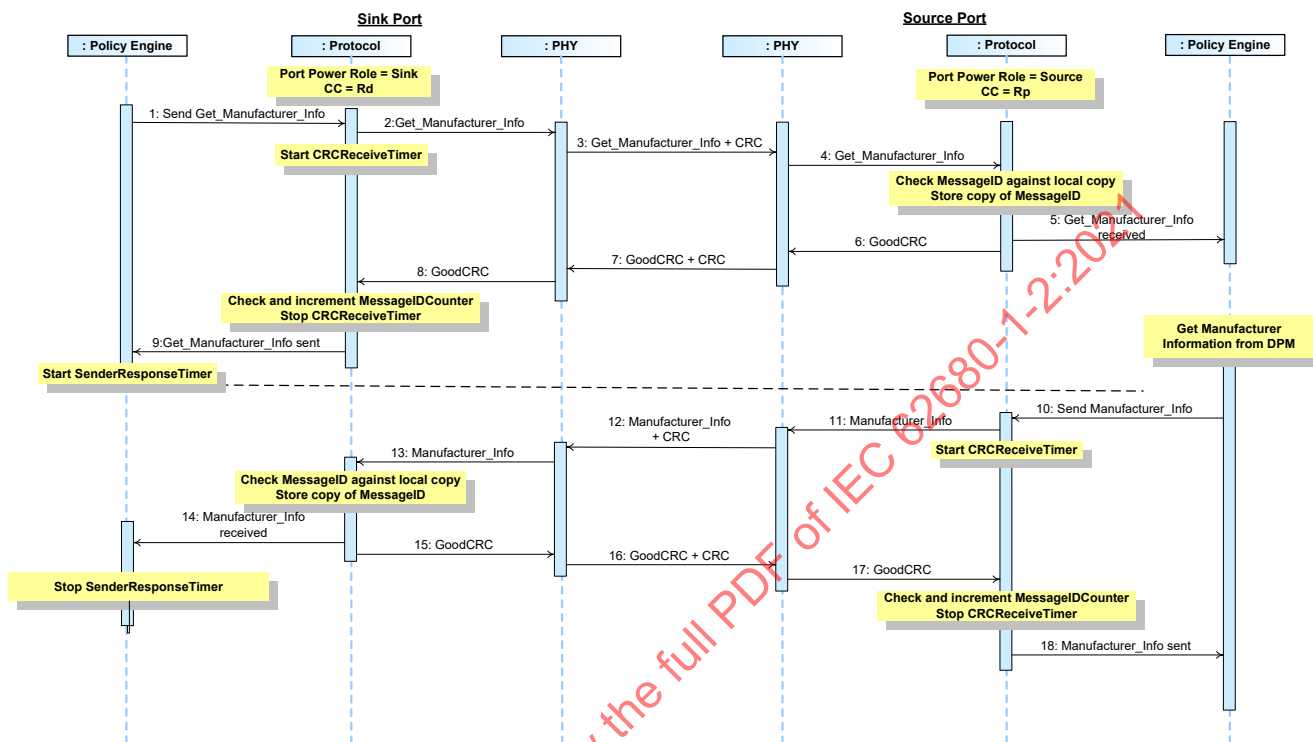 Sink Port
Source Port
: Policy Engine
: Protocol
: PHY
: PHY
: Protocol
: Policy Engine
Port Power Role = Sink
CC = Rd
Port Power Role = Source
CC = Rp
1: Send Get_Manufacturer_Info
2:Get_Manufacturer_Info
Start CRCReceiveTimer
3: Get_Manufacturer_Info + CRC
4: Get_Manufacturer_Info
Check MessageID against local copy
Store copy of MessageID
5: Get_Manufacturer_Info
received
6: GoodCRC
7: GoodCRC + CRC
8: GoodCRC
Check and increment MessageIDCounter
Stop CRCReceiveTimer
9:Get_Manufacturer_Info sent
Start SenderResponseTimer
Get Manufacturer
Information from DPM
10: Send Manufacturer_Info
11: Manufacturer_Info
Start CRCReceiveTimer
12: Manufacturer_Info
+ CRC
13: Manufacturer_Info
Check MessageID against local copy
Store copy of MessageID
14: Manufacturer_Info
received
15: GoodCRC
16: GoodCRC + CRC
17: GoodCRC
Stop SenderResponseTimer
Check and increment MessageIDCounter
Stop CRCReceiveTimer
18: Manufacturer_Info sent
the full PDF of IEC 62680-1-2:2021